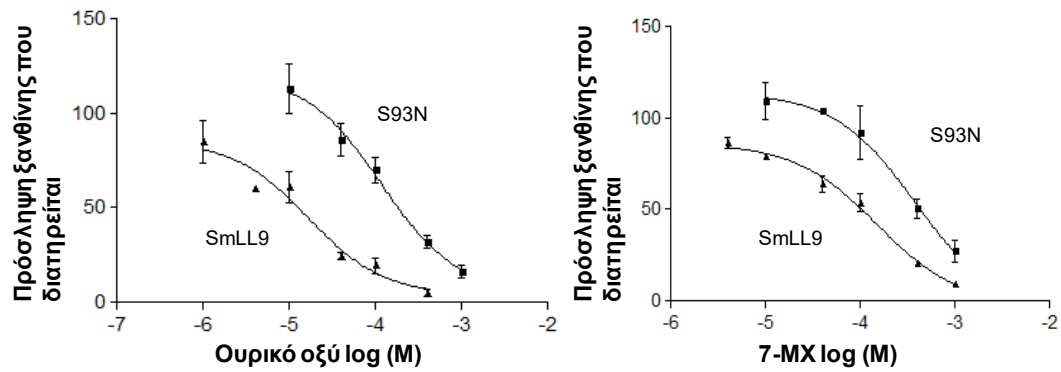 Πρόσληψη ξανθίνης που
διατηρείται
150
100
50
0
S93N
SmLL9
-7 -6 -5 -4 -3 -2
Ουρικό οξύ log (M)
Πρόσληψη ξανθίνης που
διατηρείται
150
100
50
0
S93N
SmLL9
-6 -5 -4 -3 -2
7-MX log (M)